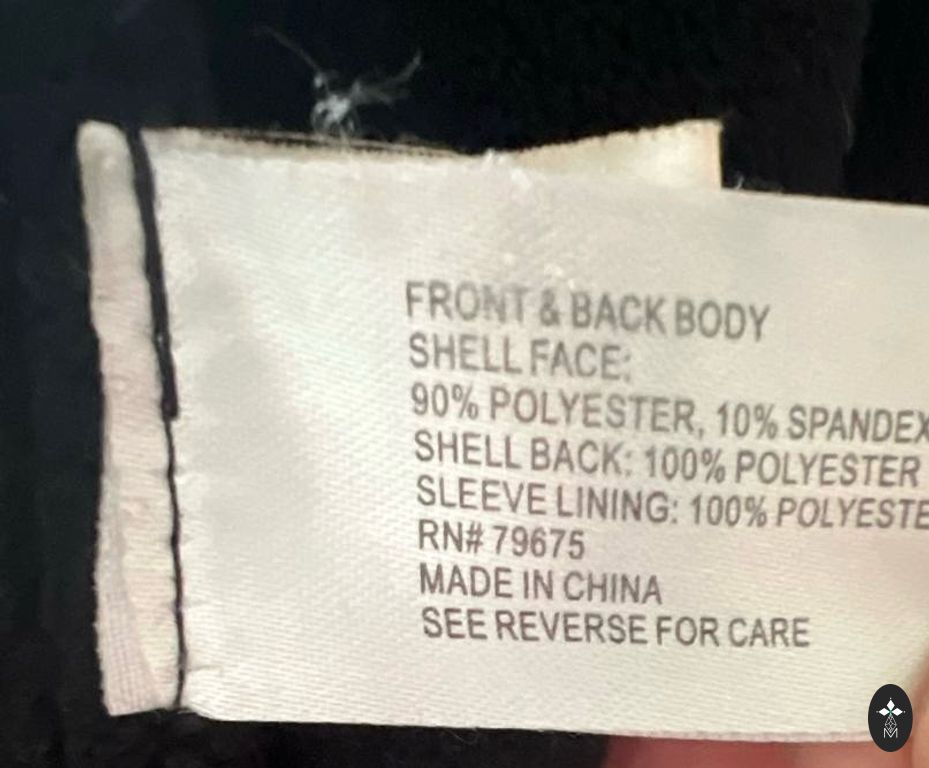 FRONT & BACK BODY
SHELL FACE:
90% POLYESTER, 10% SPANDEX
SHELL BACK: 100% POLYESTER
SLEEVE LINING: 100% POLYESTE
RN# 79675
MADE IN CHINA
SEE REVERSE FOR CARE
M